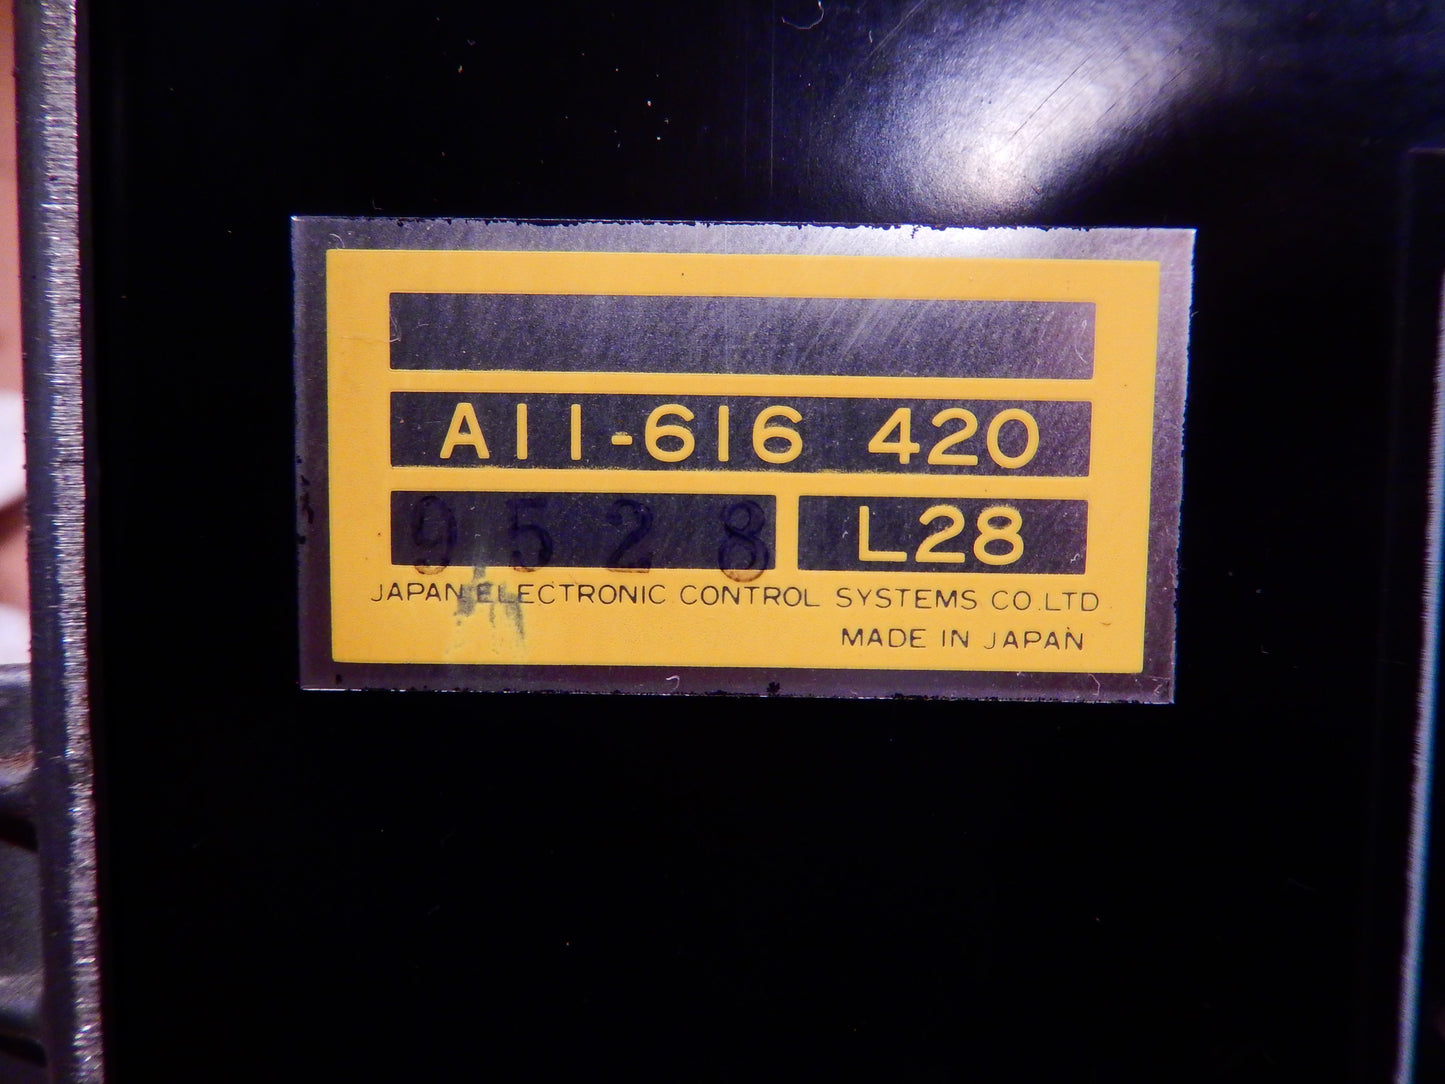 A11-616 420
9528 L28
JAPAN ELECTRONIC CONTROL SYSTEMS CO.LTD.
MADE IN JAPAN